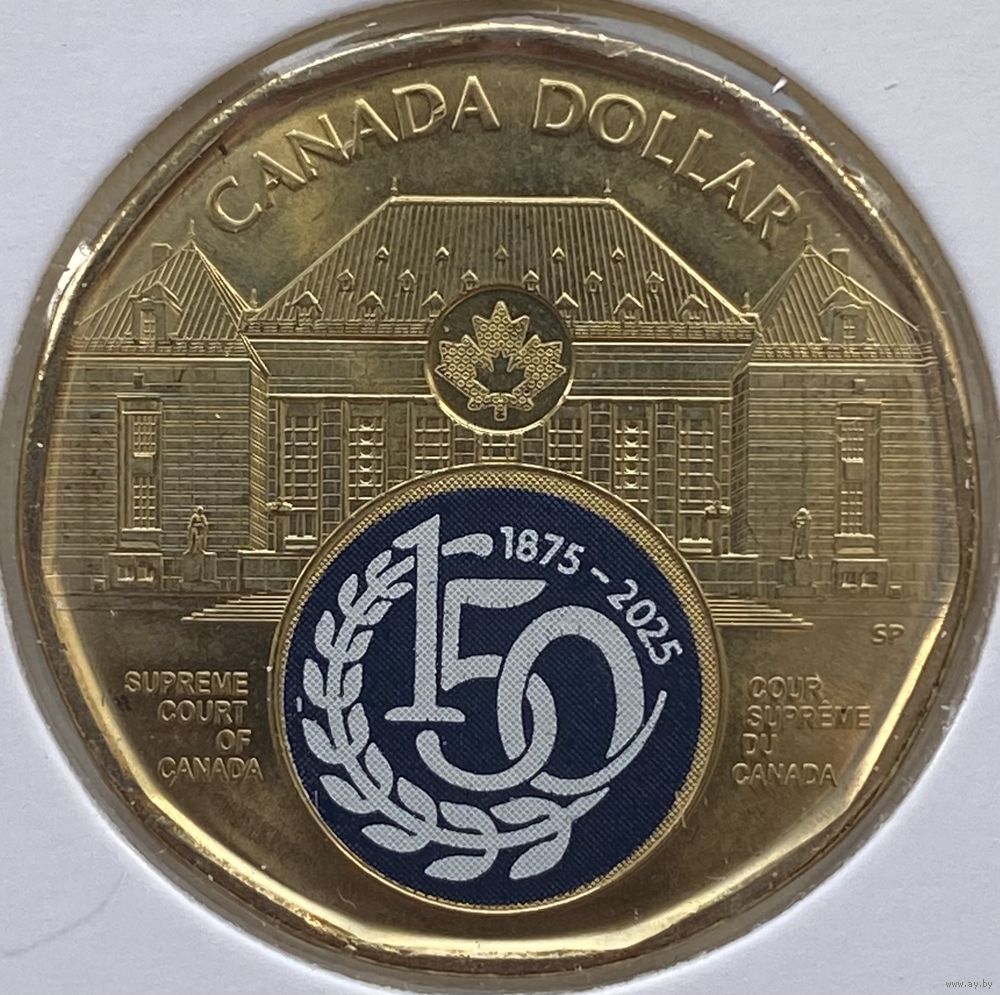 CANADA DOLLAR
150
1875 – 2025
SP
SUPREME
COURT
OF
CANADA
COUR
SUPRÊME
DU
CANADA
www.ay.by